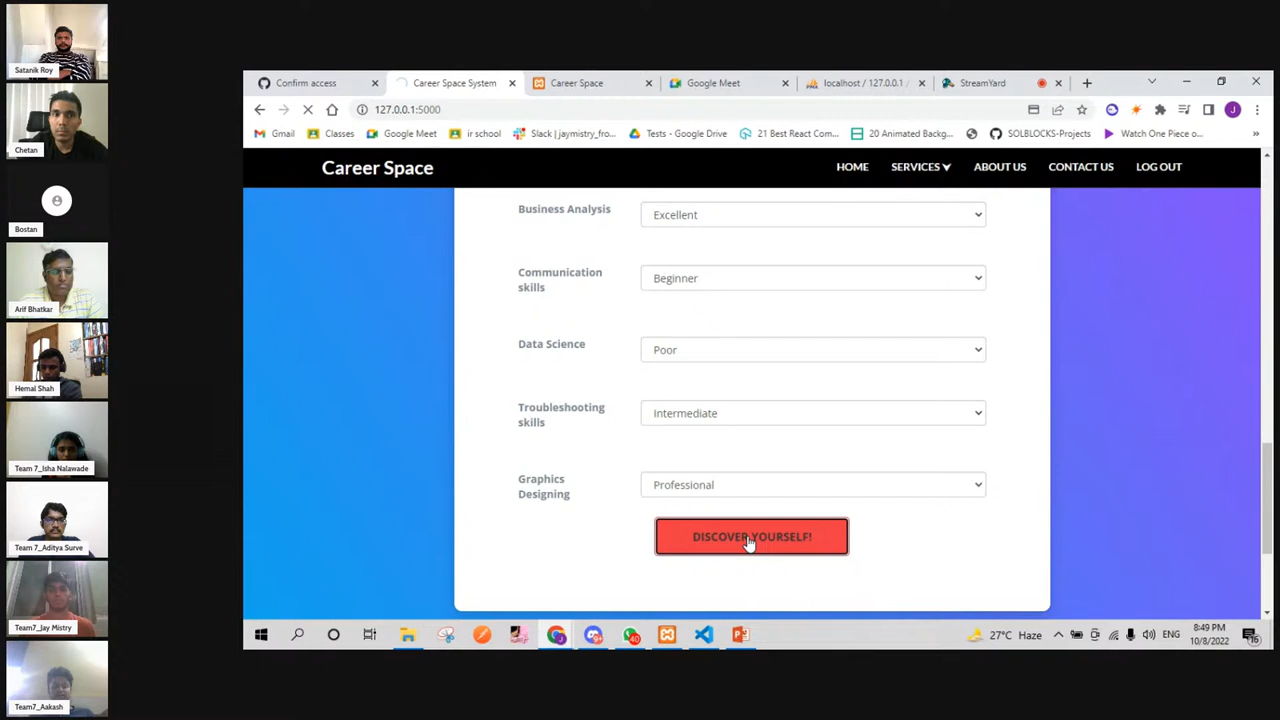 Satanik Roy
Chetan
Bostan
Arif Bhatkar
Hemal Shah
Team 7_Isha Nalawade
Team 7_Aditya Surve
Team7_Jay Mistry
Team7_Aakash
Confirm access
Career Space System
Career Space
Google Meet
localhost / 127.0.0.1 /
StreamYard
127.0.0.1:5000
J
Gmail
Classes
Google Meet
ir school
Slack | jaymistry_fro...
Tests - Google Drive
21 Best React Com...
20 Animated Backg...
SOLBLOCKS-Projects
Watch One Piece o...
Career Space
HOME
SERVICES
ABOUT US
CONTACT US
LOG OUT
Business Analysis
Excellent
Communication
skills
Beginner
Data Science
Poor
Troubleshooting
skills
Intermediate
Graphics
Designing
Professional
DISCOVER YOURSELF!
27°C Haze
ENG
8:49 PM
10/8/2022